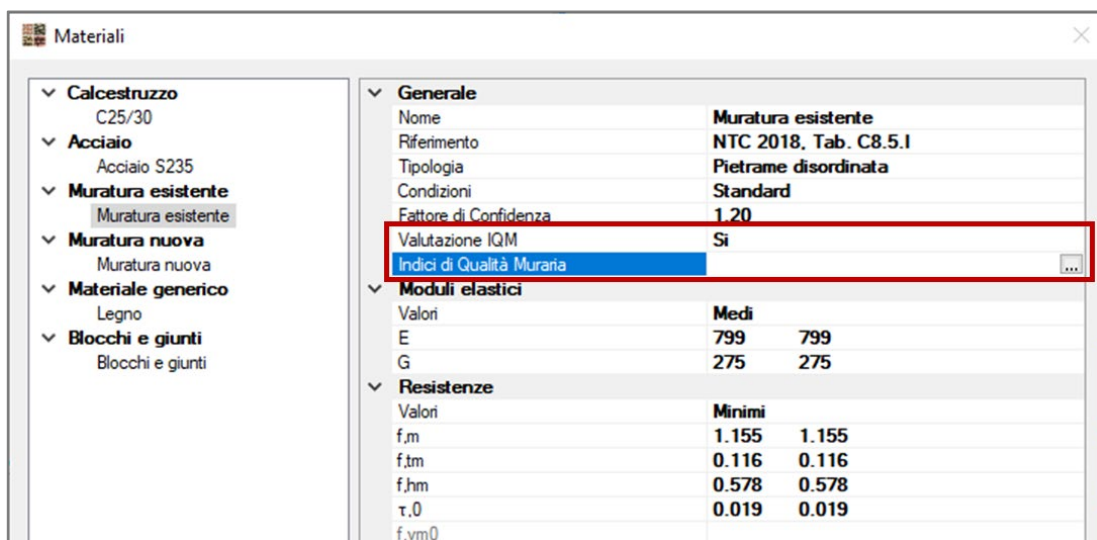 Materiali
Calcestruzzo
C25/30
Acciaio
Acciaio S235
Muratura esistente
Muratura esistente
Muratura nuova
Muratura nuova
Materiale generico
Legno
Blocchi e giunti
Blocchi e giunti
Generale
Nome Muratura esistente
Riferimento NTC 2018, Tab. C8.5.I
Tipologia Pietrame disordinata
Condizioni Standard
Fattore di Confidenza 1.20
Valutazione IQM Si
Indici di Qualità Muraria ...
Moduli elastici
Valori Medi
E 799 799
G 275 275
Resistenze
Valori Minimi
f,m 1.155 1.155
f,tm 0.116 0.116
f,hm 0.578 0.578
τ,0 0.019 0.019
f,vm0